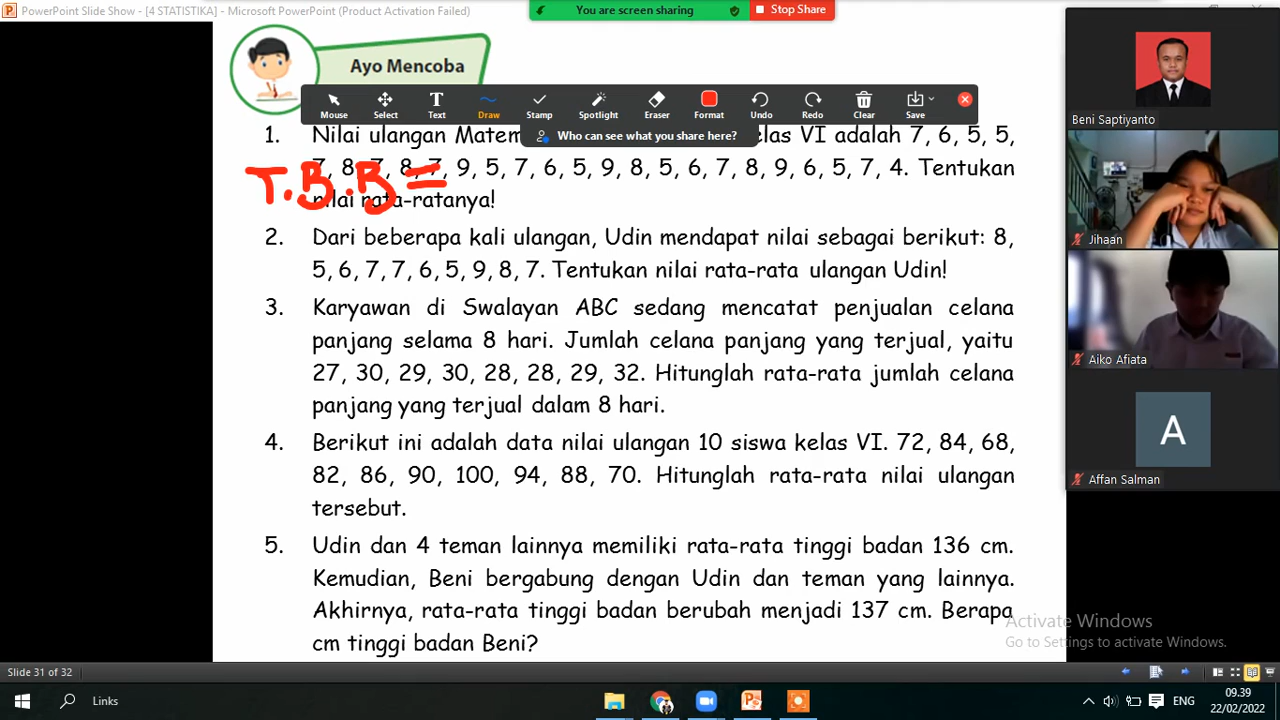 PowerPoint Slide Show - [4 STATISTIKA] - Microsoft PowerPoint (Product Activation Failed)
You are screen sharing
Stop Share
Beni Saptiyanto
Ayo Mencoba
Mouse Select Text Draw Stamp Spotlight Eraser Format Undo Redo Clear Save
Who can see what you share here?
1. Nilai ulangan Matem elas VI adalah 7, 6, 5, 5,
7, 8, 7, 8, 7, 9, 5, 7, 6, 5, 9, 8, 5, 6, 7, 8, 9, 6, 5, 7, 4. Tentukan
T.B.B =
nilai rata-ratanya!
2. Dari beberapa kali ulangan, Udin mendapat nilai sebagai berikut: 8,
5, 6, 7, 7, 6, 5, 9, 8, 7. Tentukan nilai rata-rata ulangan Udin!
Jihaan
3. Karyawan di Swalayan ABC sedang mencatat penjualan celana
panjang selama 8 hari. Jumlah celana panjang yang terjual, yaitu
27, 30, 29, 30, 28, 28, 29, 32. Hitunglah rata-rata jumlah celana
panjang yang terjual dalam 8 hari.
Aiko Afiata
4. Berikut ini adalah data nilai ulangan 10 siswa kelas VI. 72, 84, 68,
82, 86, 90, 100, 94, 88, 70. Hitunglah rata-rata nilai ulangan
tersebut.
A
Affan Salman
5. Udin dan 4 teman lainnya memiliki rata-rata tinggi badan 136 cm.
Kemudian, Beni bergabung dengan Udin dan teman yang lainnya.
Akhirnya, rata-rata tinggi badan berubah menjadi 137 cm. Berapa
cm tinggi badan Beni?
Activate Windows
Go to Settings to activate Windows.
Slide 31 of 32
Links
ENG
09.39
22/02/2022